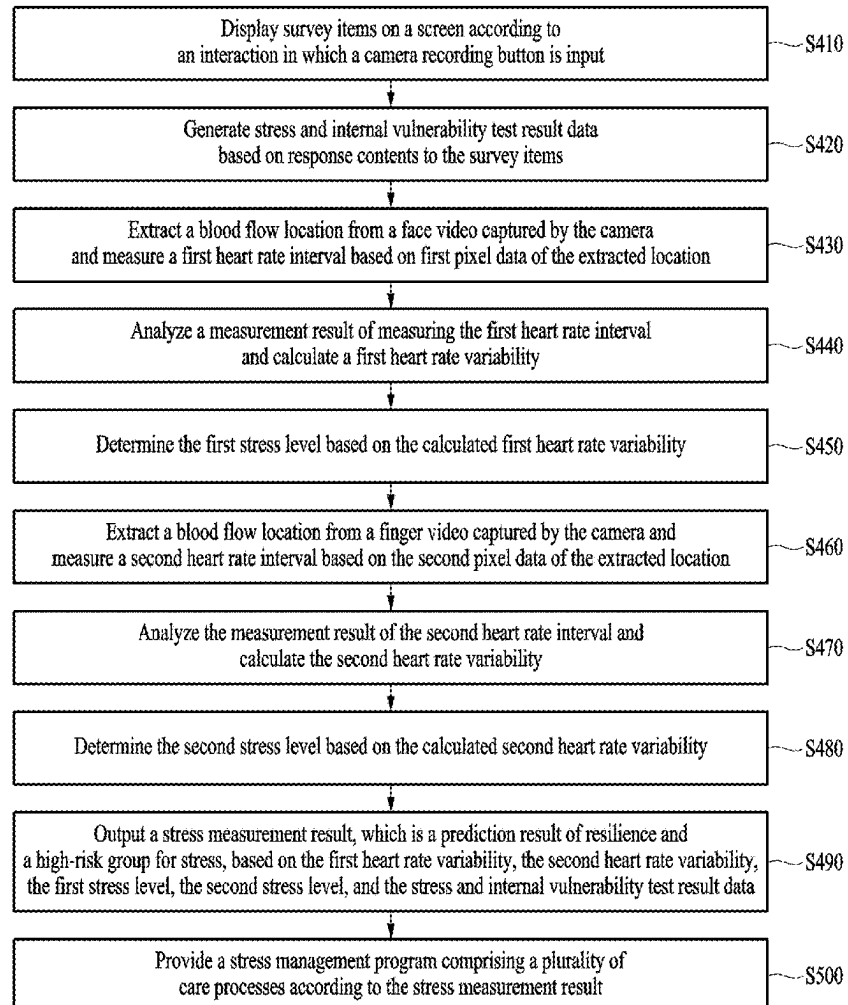 Display survey items on a screen according to
an interaction in which a camera recording button is input
S410
Generate stress and internal vulnerability test result data
based on response contents to the survey items
S420
Extract a blood flow location from a face video captured by the camera
and measure a first heart rate interval based on first pixel data of the extracted location
S430
Analyze a measurement result of measuring the first heart rate interval
and calculate a first heart rate variability
S440
Determine the first stress level based on the calculated first heart rate variability
S450
Extract a blood flow location from a finger video captured by the camera and
measure a second heart rate interval based on the second pixel data of the extracted location
S460
Analyze the measurement result of the second heart rate interval and
calculate the second heart rate variability
S470
Determine the second stress level based on the calculated second heart rate variability
S480
Output a stress measurement result, which is a prediction result of resilience and
a high-risk group for stress, based on the first heart rate variability, the second heart rate variability,
the first stress level, the second stress level, and the stress and internal vulnerability test result data
S490
Provide a stress management program comprising a plurality of
care processes according to the stress measurement result
S500